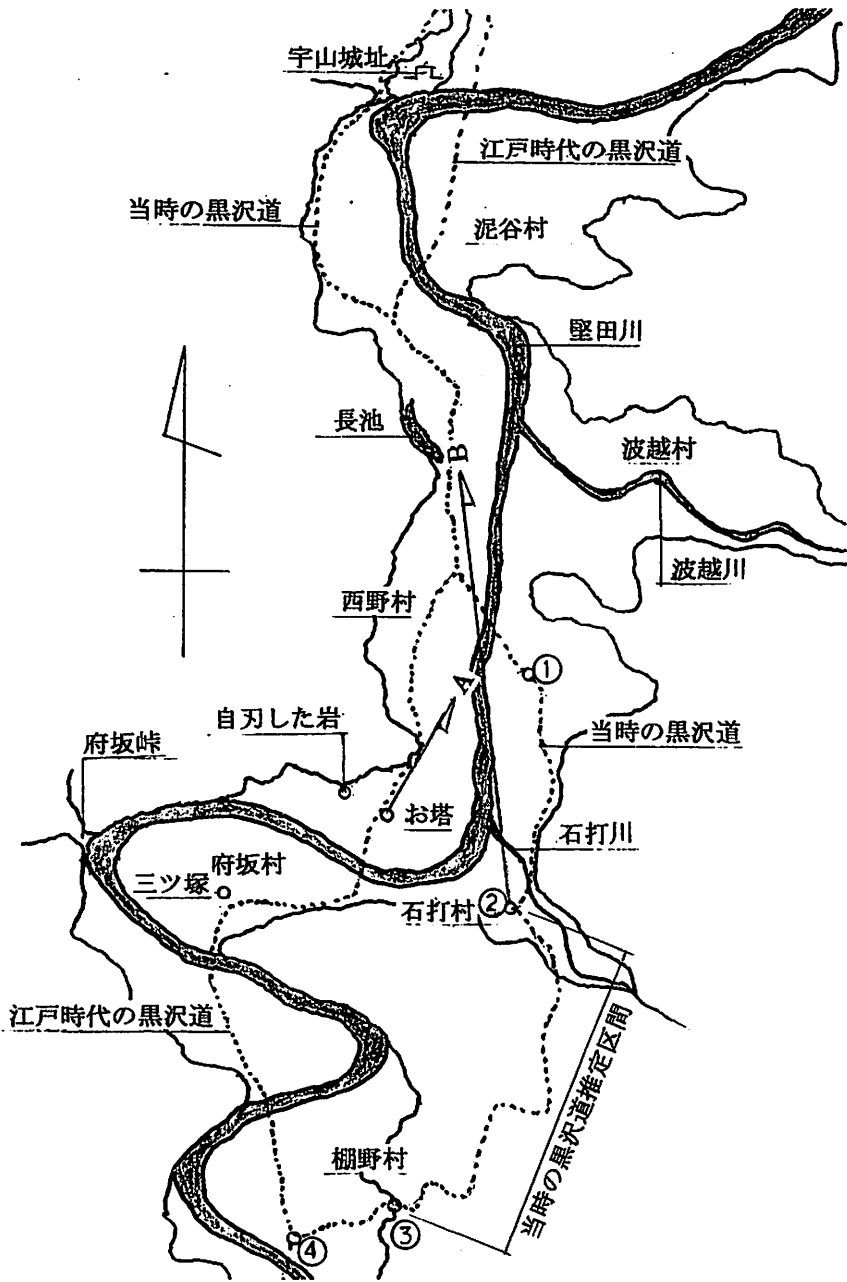 宇山城址
江戸時代の黒沢道
当時の黒沢道
泥谷村
堅田川
長池
波越村
B
波越川
西野村
①
A
自刃した岩
当時の黒沢道
府坂峠
お塔
石打川
府坂村
三ツ塚
石打村
②
江戸時代の黒沢道
当時の黒沢道推定区間
棚野村
③
④